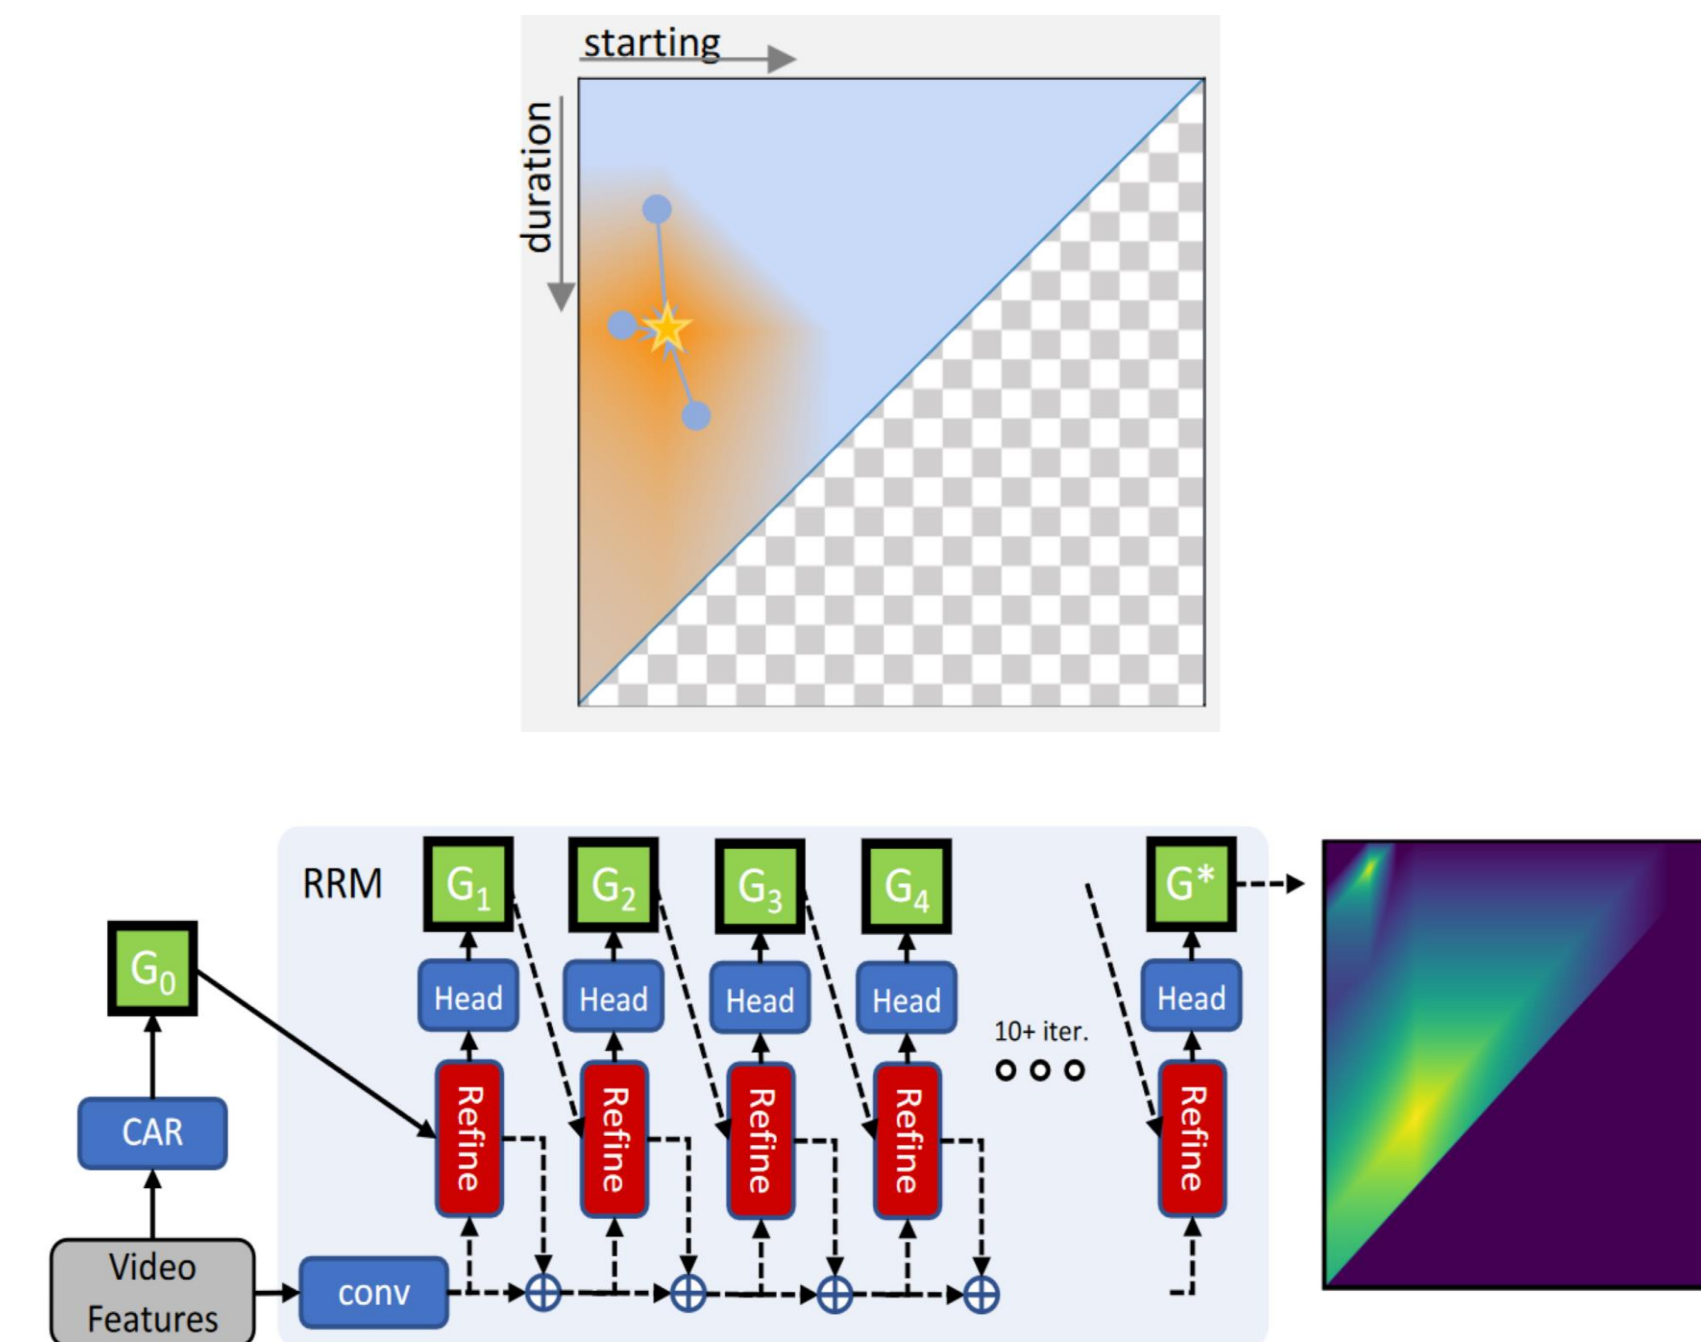 starting
duration
RRM
G₁
G₂
G₃
G₄
G*
G₀
Head
Head
Head
Head
Head
10+ iter.
CAR
Refine
Refine
Refine
Refine
Refine
Video
Features
conv